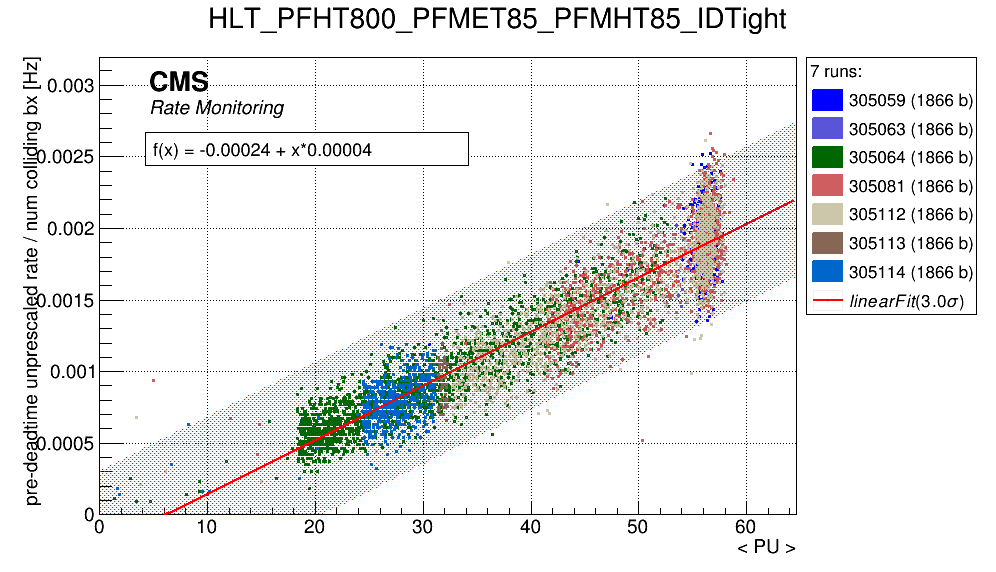 HLT_PFHT800_PFMET85_PFMHT85_IDTight
pre-deadtime unprescaled rate / num colliding bx [Hz]
0.003
0.0025
0.002
0.0015
0.001
0.0005
0
CMS
Rate Monitoring
f(x) = -0.00024 + x*0.00004
0 10 20 30 40 50 60
< PU >
7 runs:
305059 (1866 b)
305063 (1866 b)
305064 (1866 b)
305081 (1866 b)
305112 (1866 b)
305113 (1866 b)
305114 (1866 b)
linearFit(3.0σ)